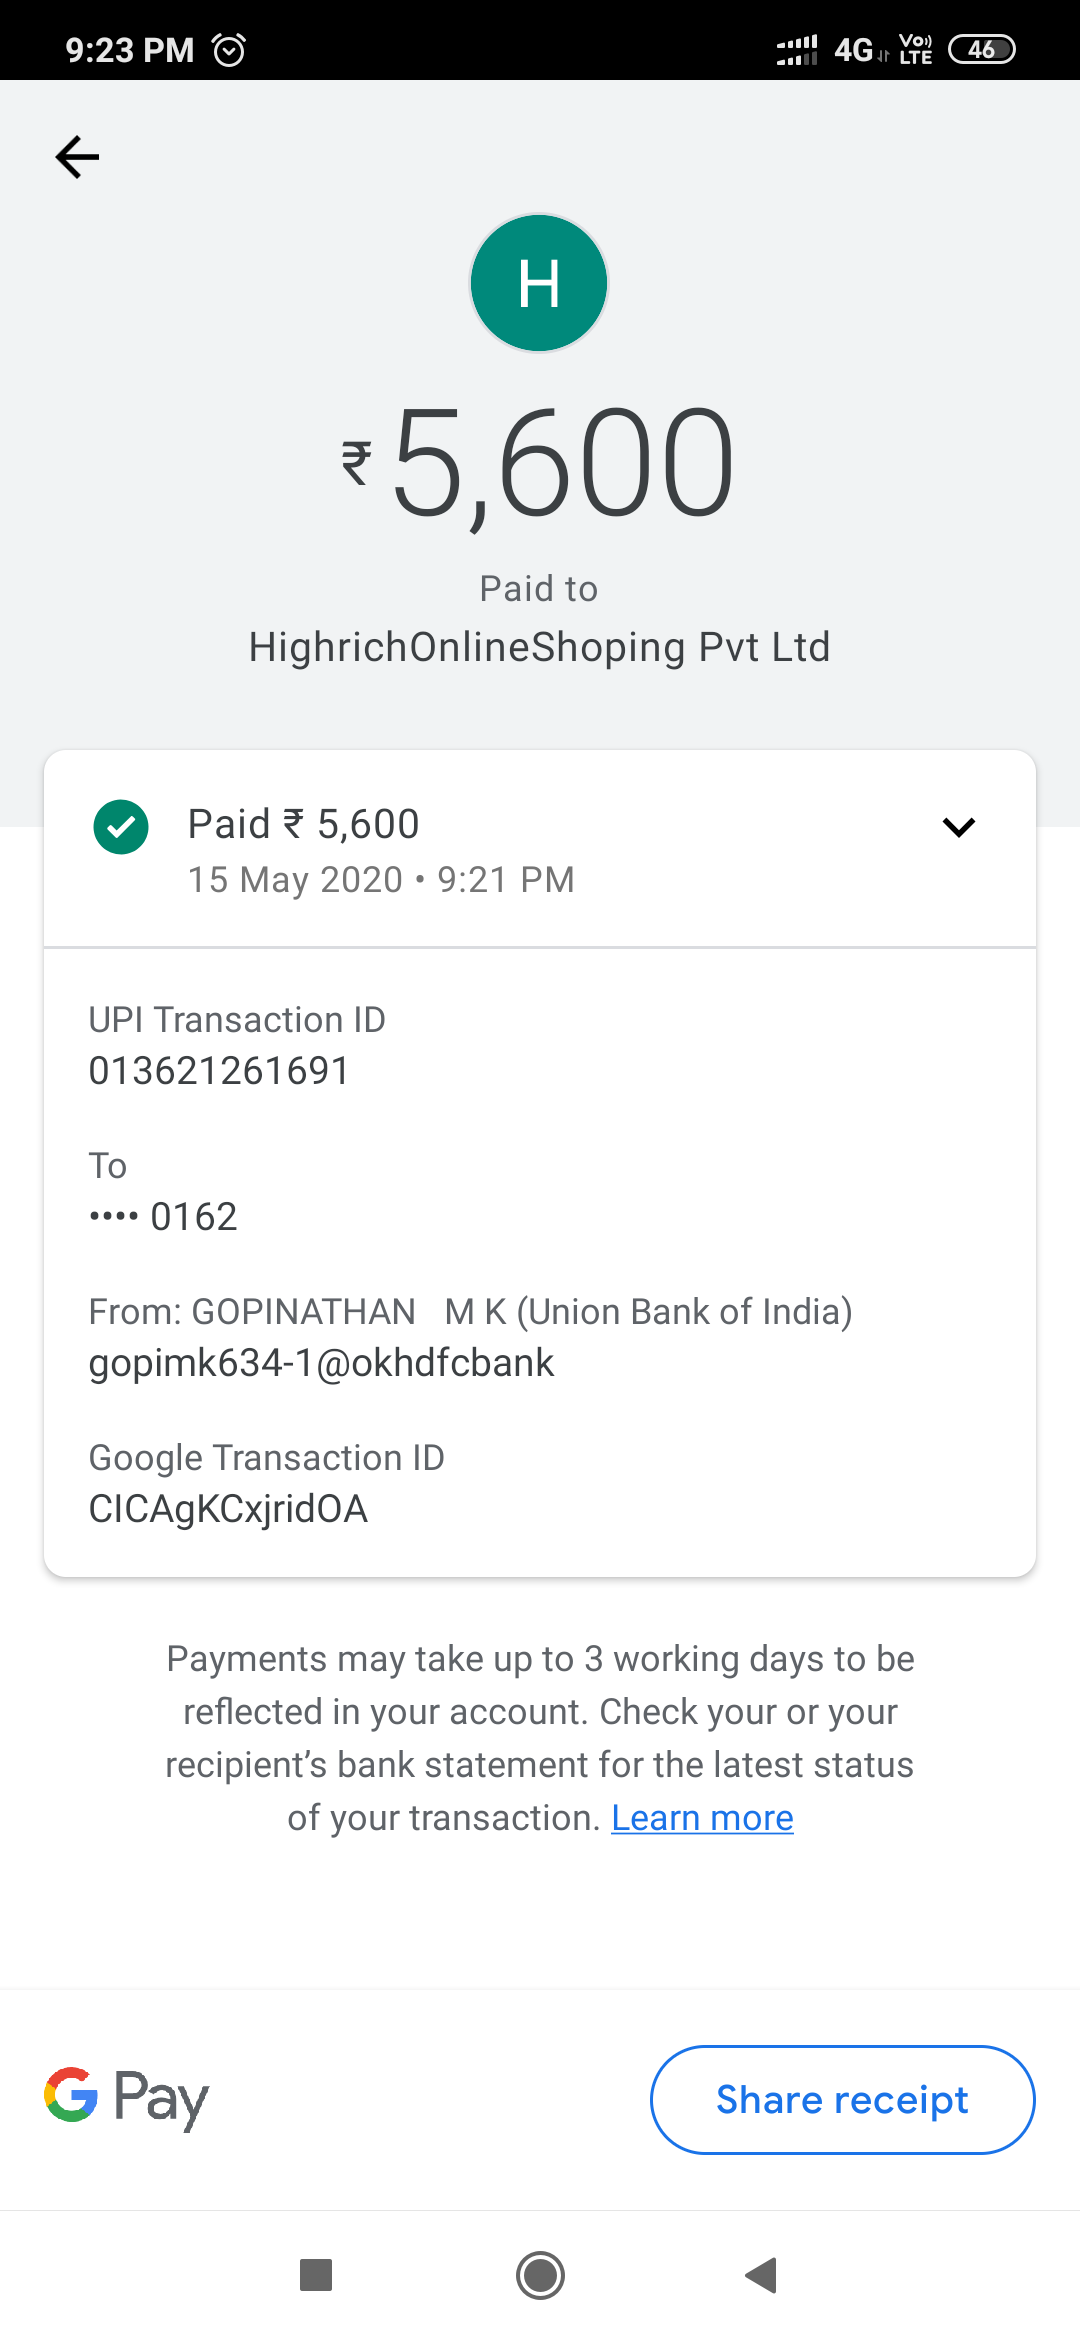 9:23 PM
4G Vo)) LTE 46
H
₹5,600
Paid to
HighrichOnlineShoping Pvt Ltd
Paid ₹ 5,600
15 May 2020 • 9:21 PM
UPI Transaction ID
013621261691
To
•••• 0162
From: GOPINATHAN   M K (Union Bank of India)
gopimk634-1@okhdfcbank
Google Transaction ID
CICAgKCxjridOA
Payments may take up to 3 working days to be
reflected in your account. Check your or your
recipient’s bank statement for the latest status
of your transaction. Learn more
G Pay
Share receipt